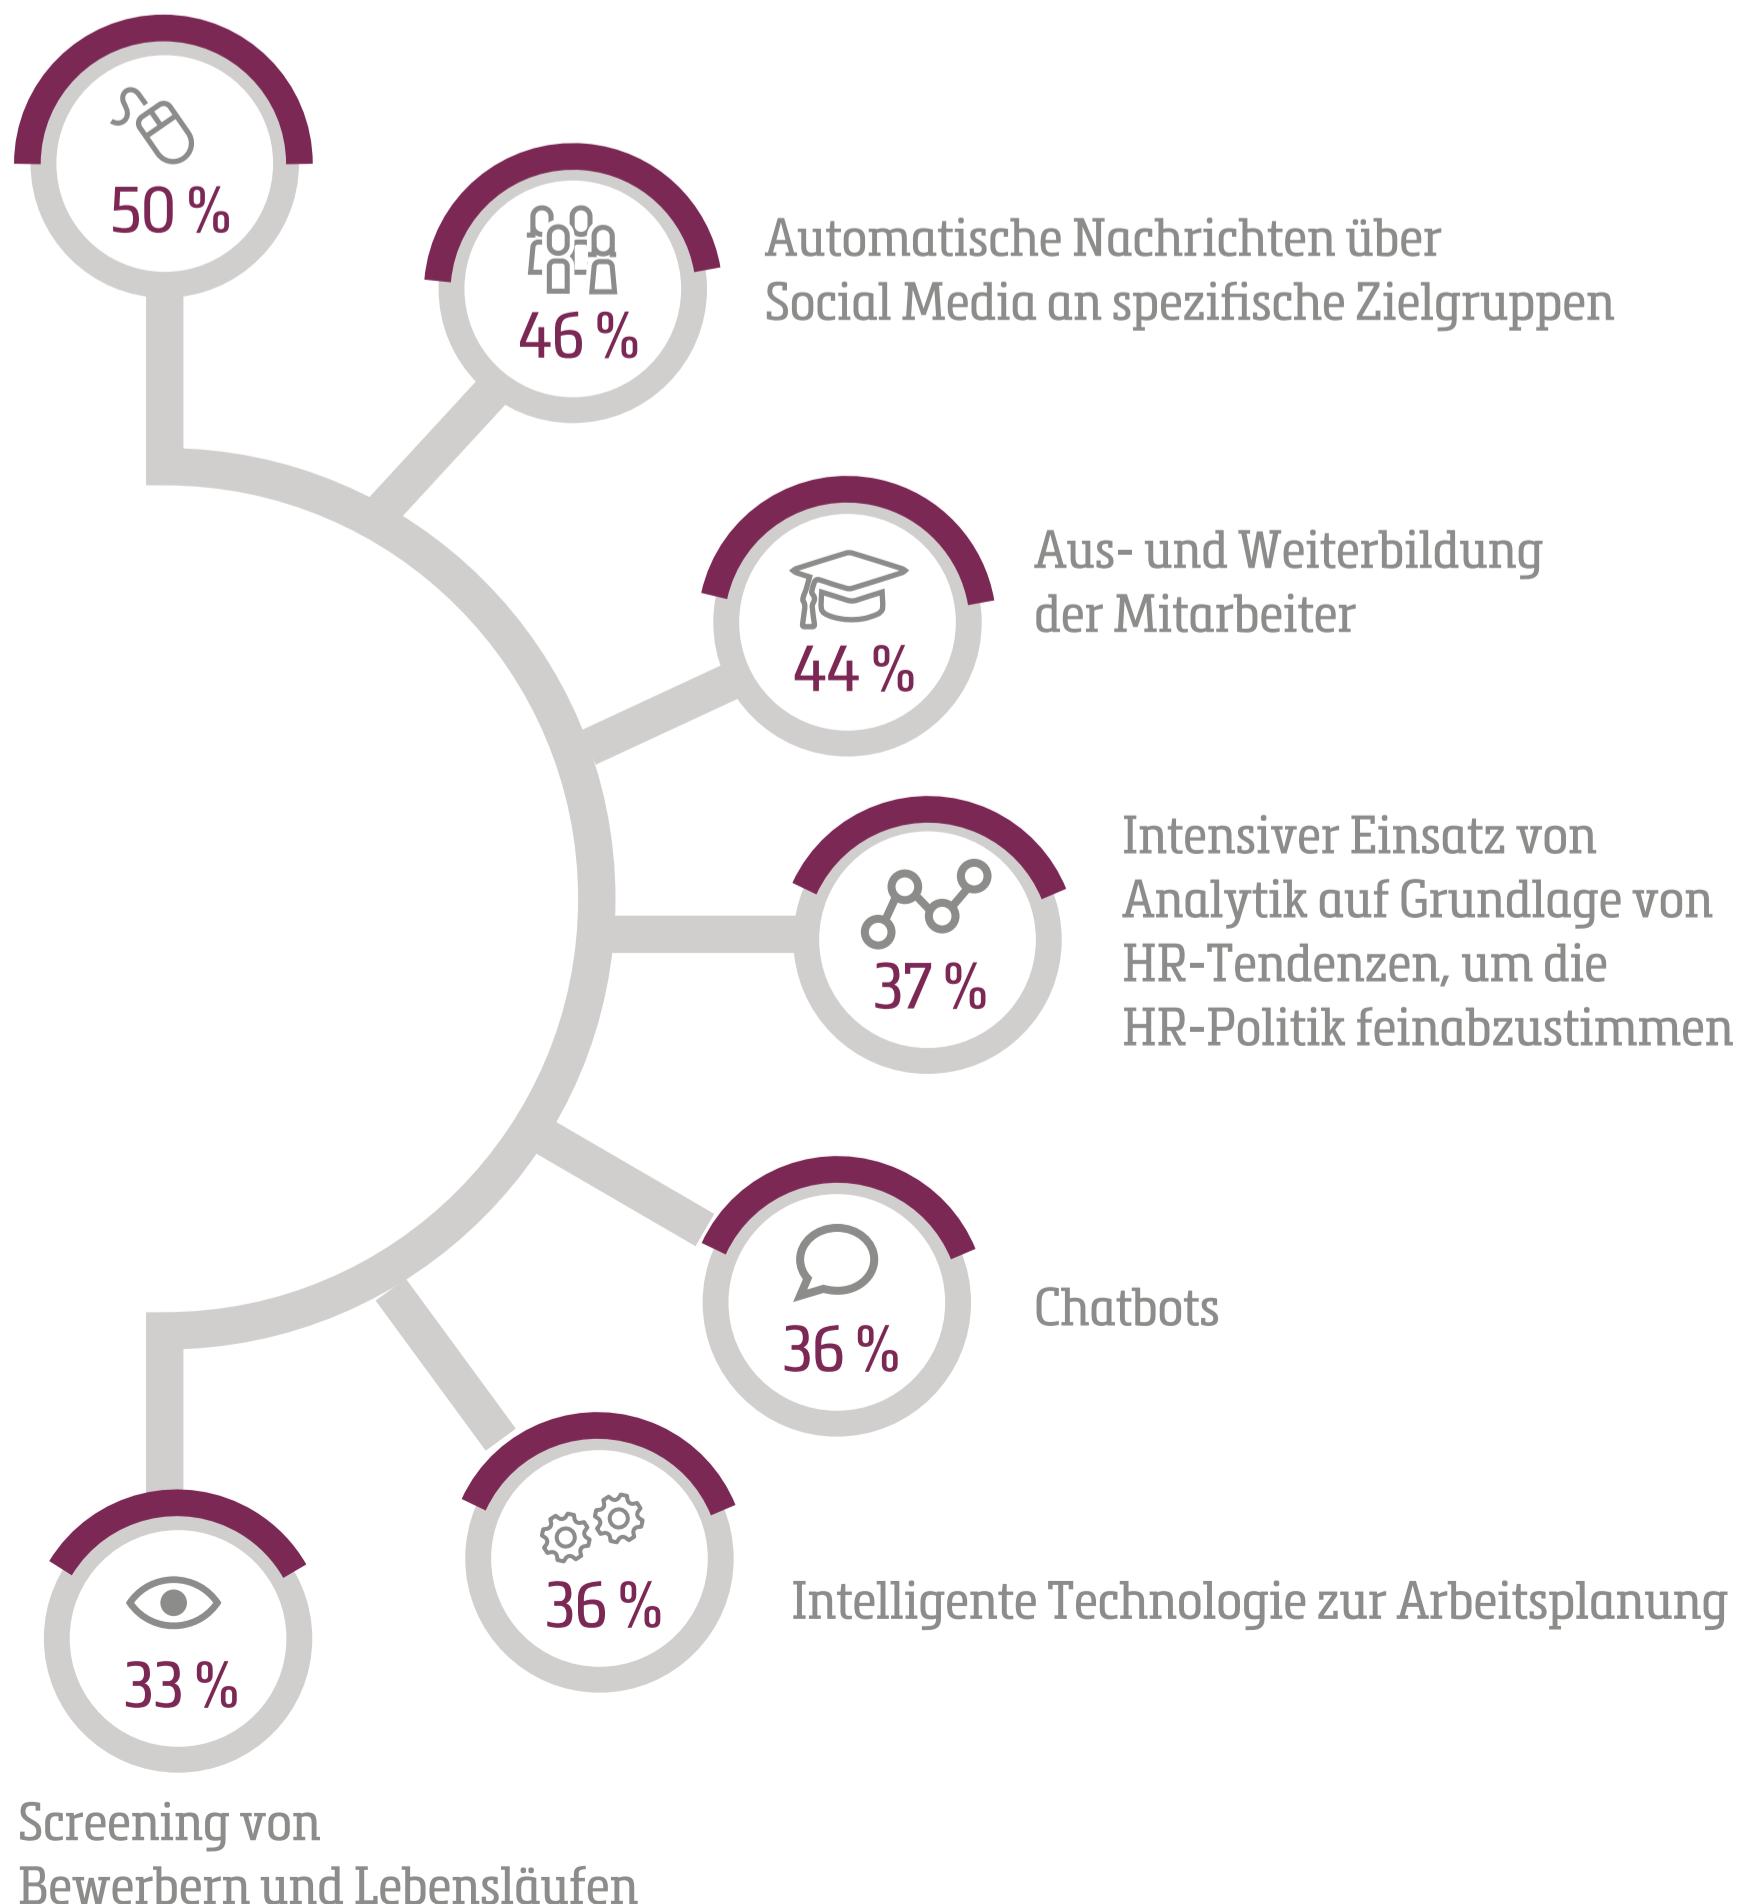 50 %
46 %
Automatische Nachrichten über
Social Media an spezifische Zielgruppen
44 %
Aus- und Weiterbildung
der Mitarbeiter
37 %
Intensiver Einsatz von
Analytik auf Grundlage von
HR-Tendenzen, um die
HR-Politik feinabzustimmen
36 %
Chatbots
36 %
Intelligente Technologie zur Arbeitsplanung
33 %
Screening von
Bewerbern und Lebensläufen